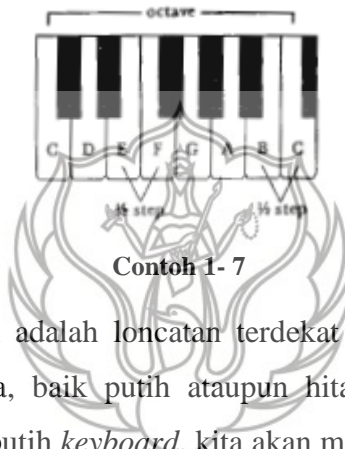 octave
C D E F G A B C
½ step ½ step
Contoh 1- 7
adalah loncatan terdekat
a, baik putih ataupun hita
putih keyboard, kita akan m